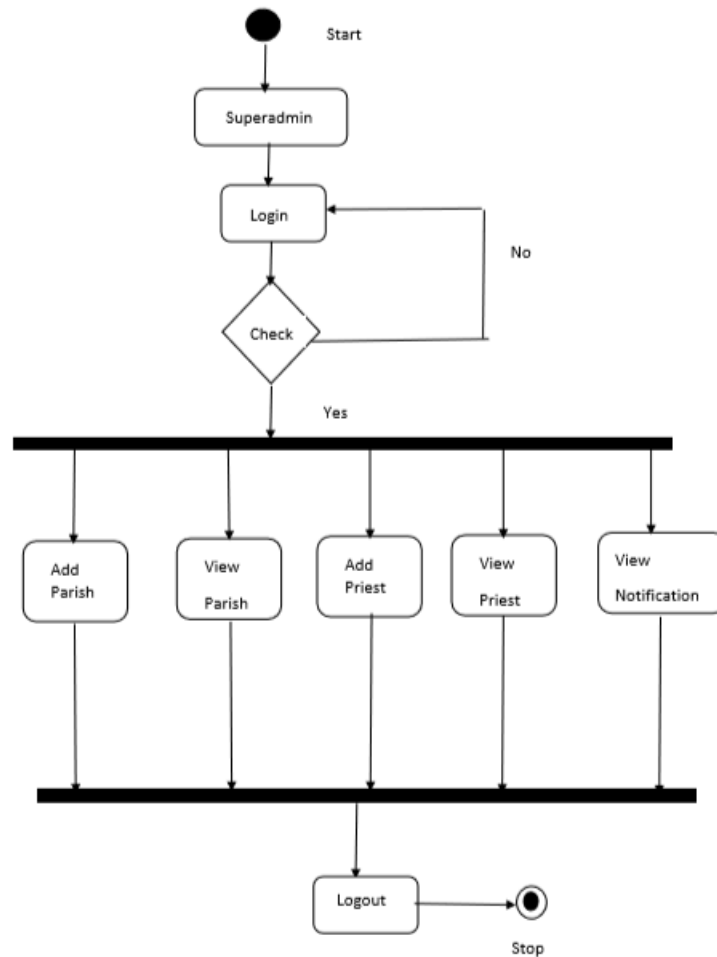 Start
Superadmin
Login
No
Check
Yes
Add
Parish
View
Parish
Add
Priest
View
Priest
View
Notification
Logout
Stop